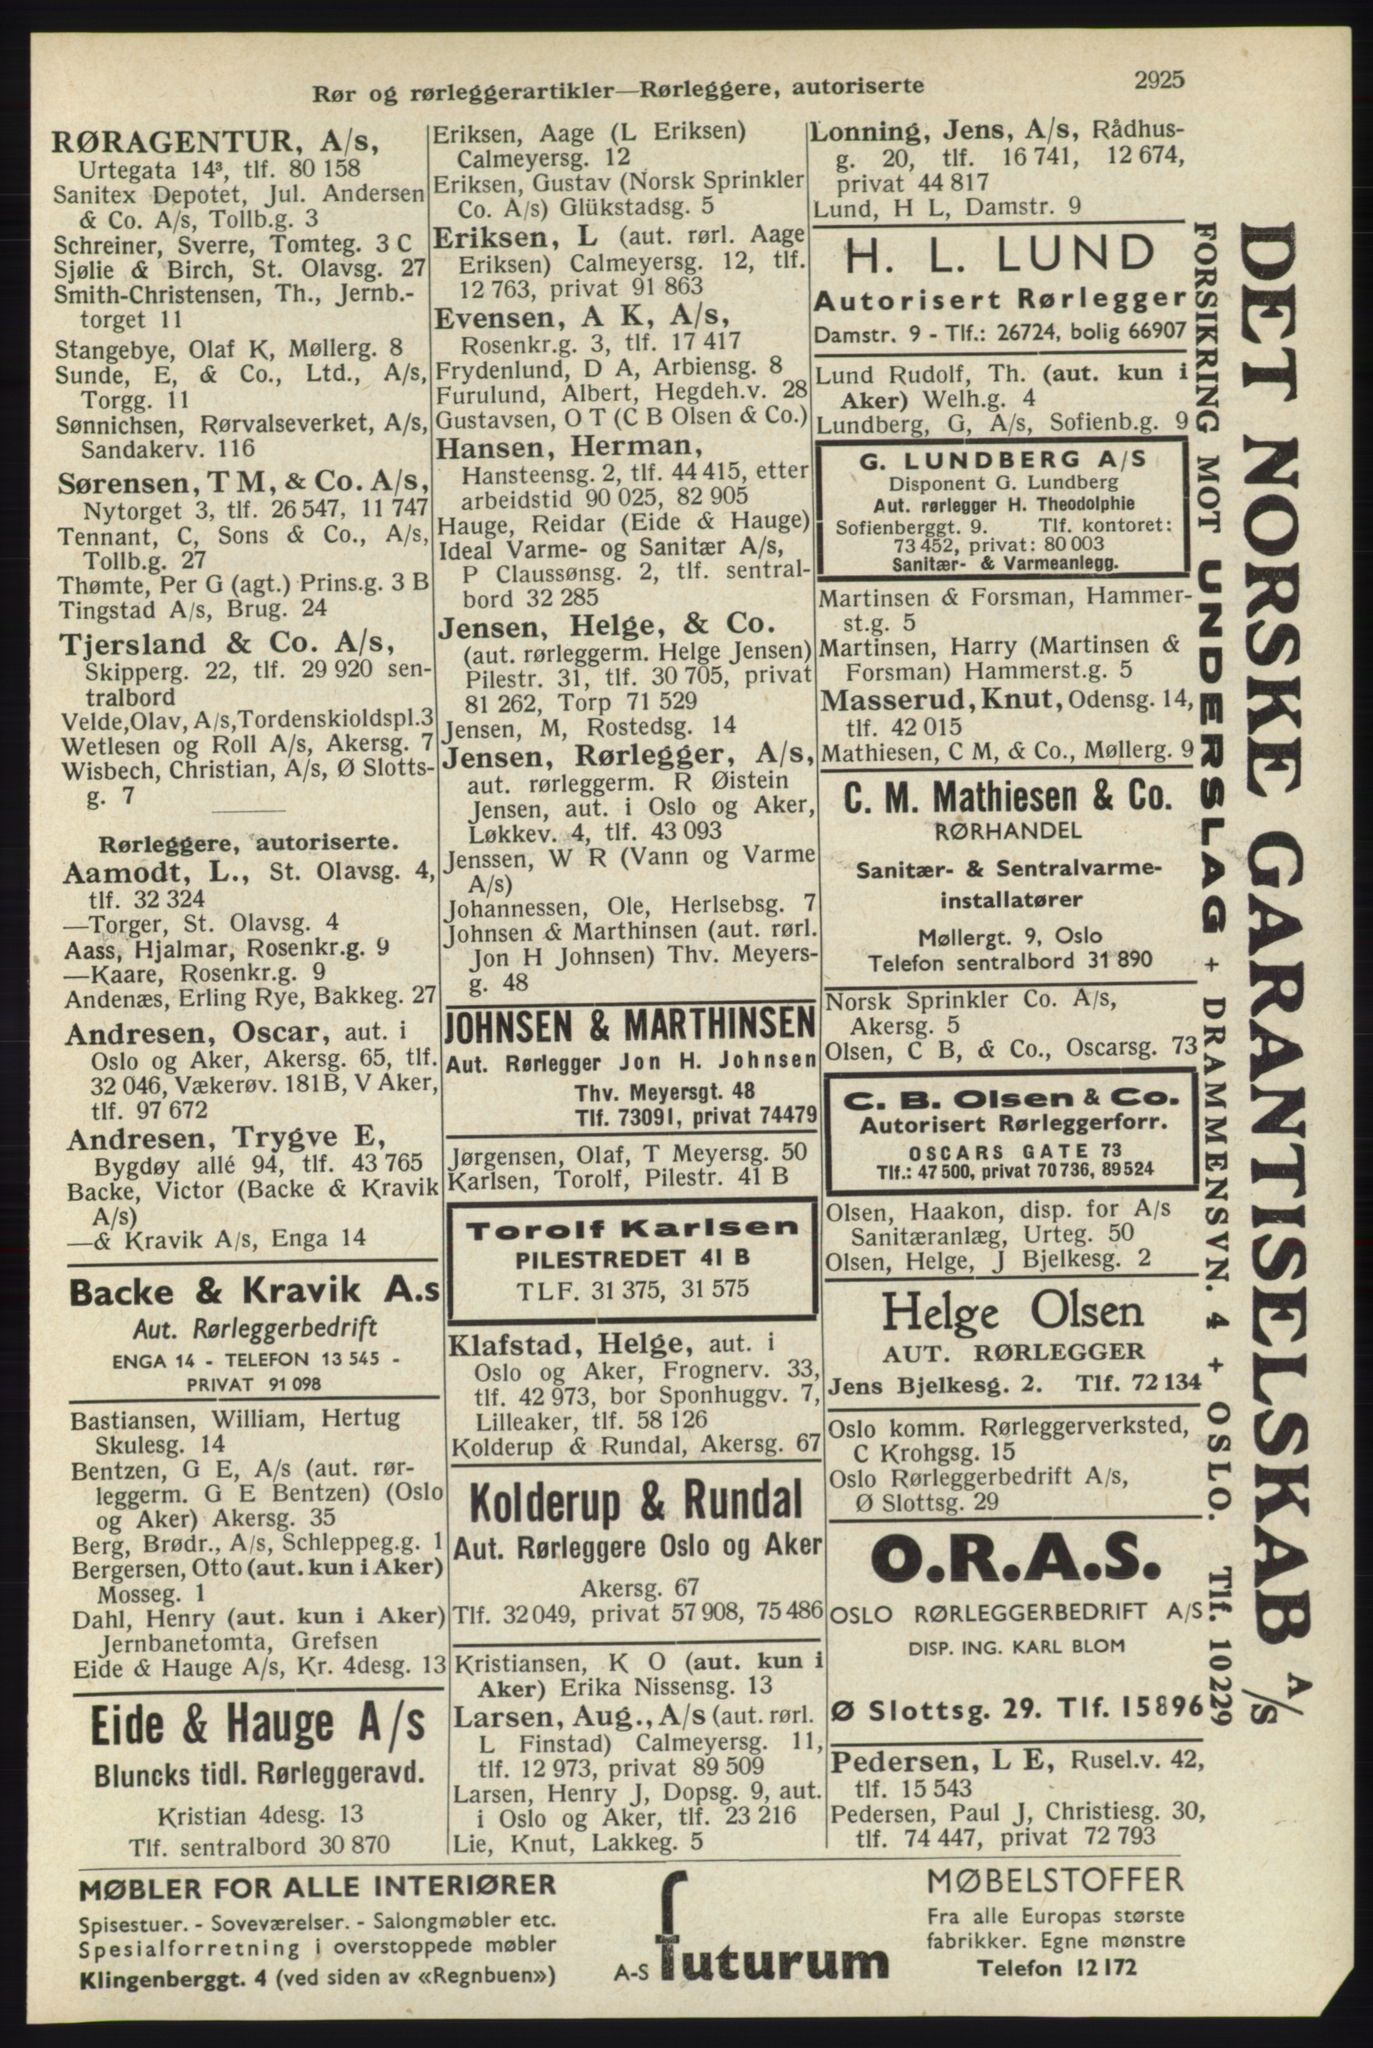 Rør og rørleggerartikler—Rørleggere, autoriserte
2925
RØRAGENTUR, A/s,
Urtegata 14³, tlf. 80 158
Sanitex Depotet, Jul. Andersen
& Co. A/s, Tollb.g. 3
Schreiner, Sverre, Tomteg. 3 C
Sjølie & Birch, St. Olavsg. 27
Smith-Christensen, Th., Jernb.-
torget 11
Stangebye, Olaf K, Møllerg. 8
Sunde, E, & Co., Ltd., A/s,
Torgg. 11
Sønnichsen, Rørvalseverket, A/s,
Sandakerv. 116
Sørensen, T M, & Co. A/s,
Nytorget 3, tlf. 26 547, 11 747
Tennant, C, Sons & Co., A/s,
Tollb.g. 27
Thømte, Per G (agt.) Prins.g. 3 B
Tingstad A/s, Brug. 24
Tjersland & Co. A/s,
Skipperg. 22, tlf. 29 920 sen-
tralbord
Velde, Olav, A/s, Tordenskioldspl. 3
Wetlesen og Roll A/s, Akersg. 7
Wisbech, Christian, A/s, Ø Slotts-
g. 7
Rørleggere, autoriserte.
Aamodt, L., St. Olavsg. 4,
tlf. 32 324
—Torger, St. Olavsg. 4
Aass, Hjalmar, Rosenkr.g. 9
—Kaare, Rosenkr.g. 9
Andenæs, Erling Rye, Bakkeg. 27
Andresen, Oscar, aut. i
Oslo og Aker, Akersg. 65, tlf.
32 046, Vækerøv. 181B, V Aker,
tlf. 97 672
Andresen, Trygve E,
Bygdøy allé 94, tlf. 43 765
Backe, Victor (Backe & Kravik
A/s)
—& Kravik A/s, Enga 14
Backe & Kravik A.s
Aut. Rørleggerbedrift
ENGA 14 - TELEFON 13 545 -
PRIVAT 91 098
Bastiansen, William, Hertug
Skulesg. 14
Bentzen, G E, A/s (aut. rør-
leggerm. G E Bentzen) (Oslo
og Aker) Akersg. 35
Berg, Brødr., A/s, Schleppeg.g. 1
Bergersen, Otto (aut. kun i Aker)
Mosseg. 1
Dahl, Henry (aut. kun i Aker)
Jernbanetomta, Grefsen
Eide & Hauge A/s, Kr. 4desg. 13
Eide & Hauge A/s
Bluncks tidl. Rørleggeravd.
Kristian 4desg. 13
Tlf. sentralbord 30 870
Eriksen, Aage (L Eriksen)
Calmeyersg. 12
Eriksen, Gustav (Norsk Sprinkler
Co. A/s) Glükstadsg. 5
Eriksen, L (aut. rørl. Aage
Eriksen) Calmeyersg. 12, tlf.
12 763, privat 91 863
Evensen, A K, A/s,
Rosenkr.g. 3, tlf. 17 417
Frydenlund, D A, Arbiensg. 8
Furulund, Albert, Hegdeh.v. 28
Gustavsen, O T (C B Olsen & Co.)
Hansen, Herman,
Hansteensg. 2, tlf. 44 415, etter
arbeidstid 90 025, 82 905
Hauge, Reidar (Eide & Hauge)
Ideal Varme- og Sanitær A/s,
P Claussønsg. 2, tlf. sentral-
bord 32 285
Jensen, Helge, & Co.
(aut. rørleggerm. Helge Jensen)
Pilestr. 31, tlf. 30 705, privat
81 262, Torp 71 529
Jensen, M, Rostedsg. 14
Jensen, Rørlegger, A/s,
aut. rørleggerm. R Øistein
Jensen, aut. i Oslo og Aker,
Løkkev. 4, tlf. 43 093
Jenssen, W R (Vann og Varme
A/s)
Johannessen, Ole, Herlsebsg. 7
Johnsen & Marthinsen (aut. rørl.
Jon H Johnsen) Thv. Meyers-
g. 48
JOHNSEN & MARTHINSEN
Aut. Rørlegger Jon H. Johnsen
Thv. Meyersgt. 48
Tlf. 73091, privat 74479
Jørgensen, Olaf, T Meyersg. 50
Karlsen, Torolf, Pilestr. 41 B
Torolf Karlsen
PILESTREDET 41 B
TLF. 31 375, 31 575
Klafstad, Helge, aut. i
Oslo og Aker, Frognerv. 33,
tlf. 42 973, bor Sponhuggv. 7,
Lilleaker, tlf. 58 126
Kolderup & Rundal, Akersg. 67
Kolderup & Rundal
Aut. Rørleggere Oslo og Aker
Akersg. 67
Tlf. 32 049, privat 57 908, 75 486
Kristiansen, K O (aut. kun i
Aker) Erika Nissensg. 13
Larsen, Aug., A/s (aut. rørl.
L Finstad) Calmeyersg. 11,
tlf. 12 973, privat 89 509
Larsen, Henry J, Dopsg. 9, aut.
i Oslo og Aker, tlf. 23 216
Lie, Knut, Lakkeg. 5
Lonning, Jens, A/s, Rådhus-
g. 20, tlf. 16 741, 12 674,
privat 44 817
Lund, H L, Damstr. 9
H. L. LUND
Autorisert Rørlegger
Damstr. 9 - Tlf.: 26724, bolig 66907
Lund Rudolf, Th. (aut. kun i
Aker) Welh.g. 4
Lundberg, G, A/s, Sofienb.g. 9
G. LUNDBERG A/S
Disponent G. Lundberg
Aut. rørlegger H. Theodolphie
Sofienberggt. 9. Tlf. kontoret:
73 452, privat: 80 003
Sanitær- & Varmeanlegg.
Martinsen & Forsman, Hammer-
st.g. 5
Martinsen, Harry (Martinsen &
Forsman) Hammerst.g. 5
Masserud, Knut, Odensg. 14,
tlf. 42 015
Mathiesen, C M, & Co., Møllerg. 9
C. M. Mathiesen & Co.
RØRHANDEL
Sanitær- & Sentralvarme-
installatører
Møllergt. 9, Oslo
Telefon sentralbord 31 890
Norsk Sprinkler Co. A/s,
Akersg. 5
Olsen, C B, & Co., Oscarsg. 73
C. B. Olsen & Co.
Autorisert Rørleggerforr.
OSCARS GATE 73
Tlf.: 47 500, privat 70 736, 89 524
Olsen, Haakon, disp. for A/s
Sanitæranlæg, Urteg. 50
Olsen, Helge, J Bjelkesg. 2
Helge Olsen
AUT. RØRLEGGER
Jens Bjelkesg. 2. Tlf. 72 134
Oslo komm. Rørleggerverksted,
C Krohgsg. 15
Oslo Rørleggerbedrift A/s,
Ø Slottsg. 29
O.R.A.S.
OSLO RØRLEGGERBEDRIFT A/S
DISP. ING. KARL BLOM
Ø Slottsg. 29. Tlf. 15896
Pedersen, L E, Rusel.v. 42,
tlf. 15 543
Pedersen, Paul J, Christiesg. 30,
tlf. 74 447, privat 72 793
DET NORSKE GARANTISELSKAB A/S
FORSIKRING MOT UNDERSLAG + DRAMMENSVN. 4 + OSLO. Tlf. 10229
MØBLER FOR ALLE INTERIØRER
Spisestuer. - Soveværelser. - Salongmøbler etc.
Spesialforretning i overstoppede møbler
Klingenberggt. 4 (ved siden av «Regnbuen»)
A-S futurum
MØBELSTOFFER
Fra alle Europas største
fabrikker. Egne mønstre
Telefon 12 172